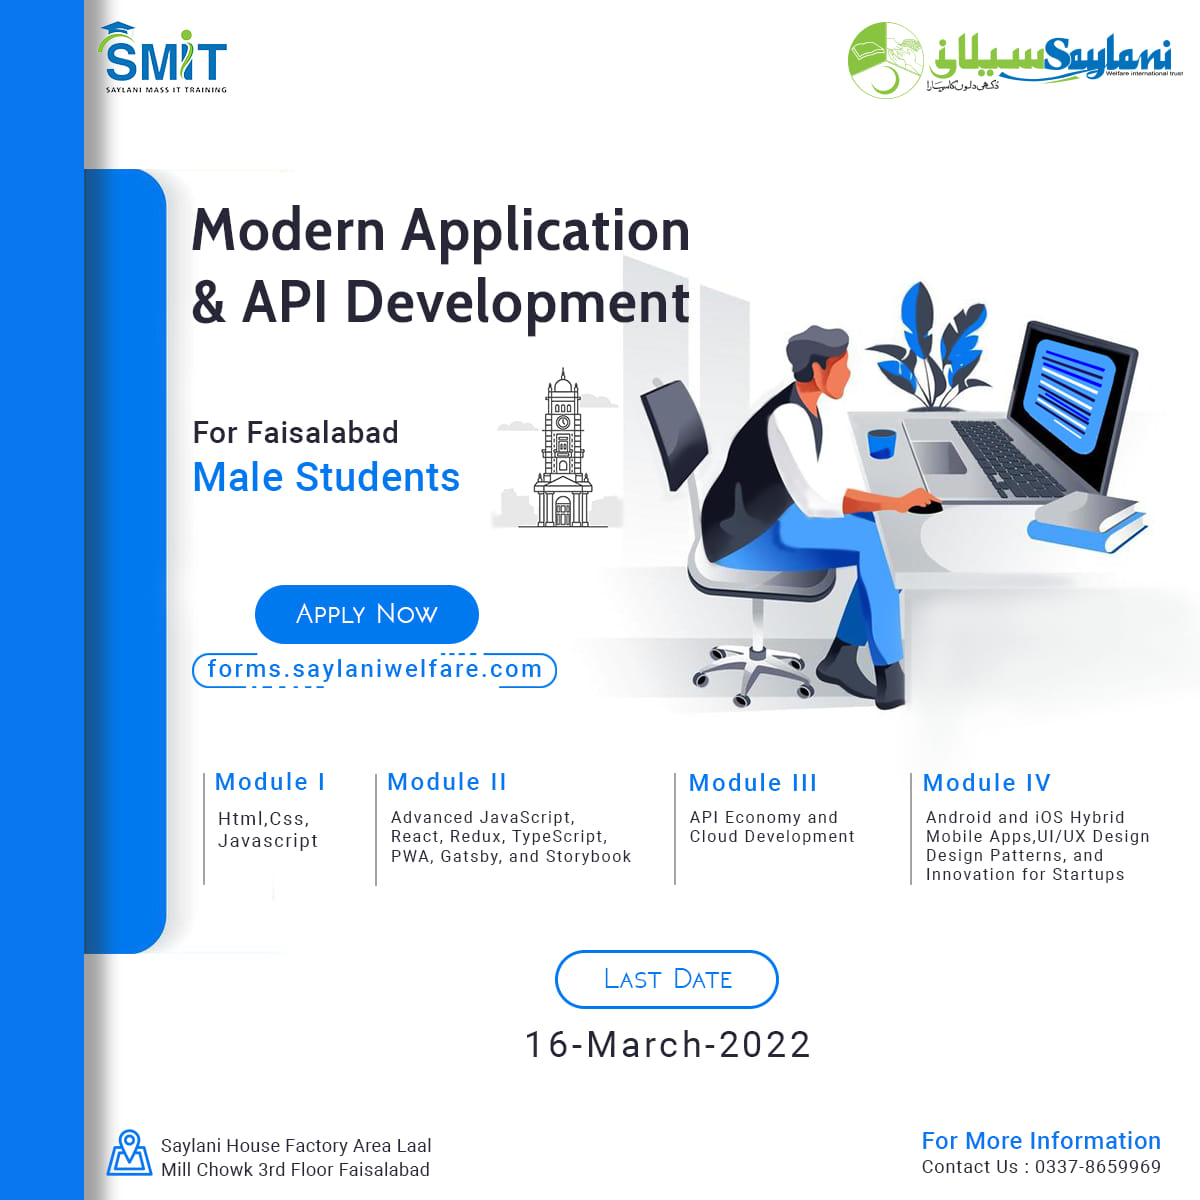 SMIT
SAYLANI MASS IT TRAINING
سیلانی Saylani
Welfare international trust
دُکھی دلوں کا سہارا
Modern Application
& API Development
For Faisalabad
Male Students
APPLY NOW
forms.saylaniwelfare.com
Module I
Html,Css,
Javascript
Module II
Advanced JavaScript,
React, Redux, TypeScript,
PWA, Gatsby, and Storybook
Module III
API Economy and
Cloud Development
Module IV
Android and iOS Hybrid
Mobile Apps,UI/UX Design
Design Patterns, and
Innovation for Startups
LAST DATE
16-March-2022
Saylani House Factory Area Laal
Mill Chowk 3rd Floor Faisalabad
For More Information
Contact Us : 0337-8659969